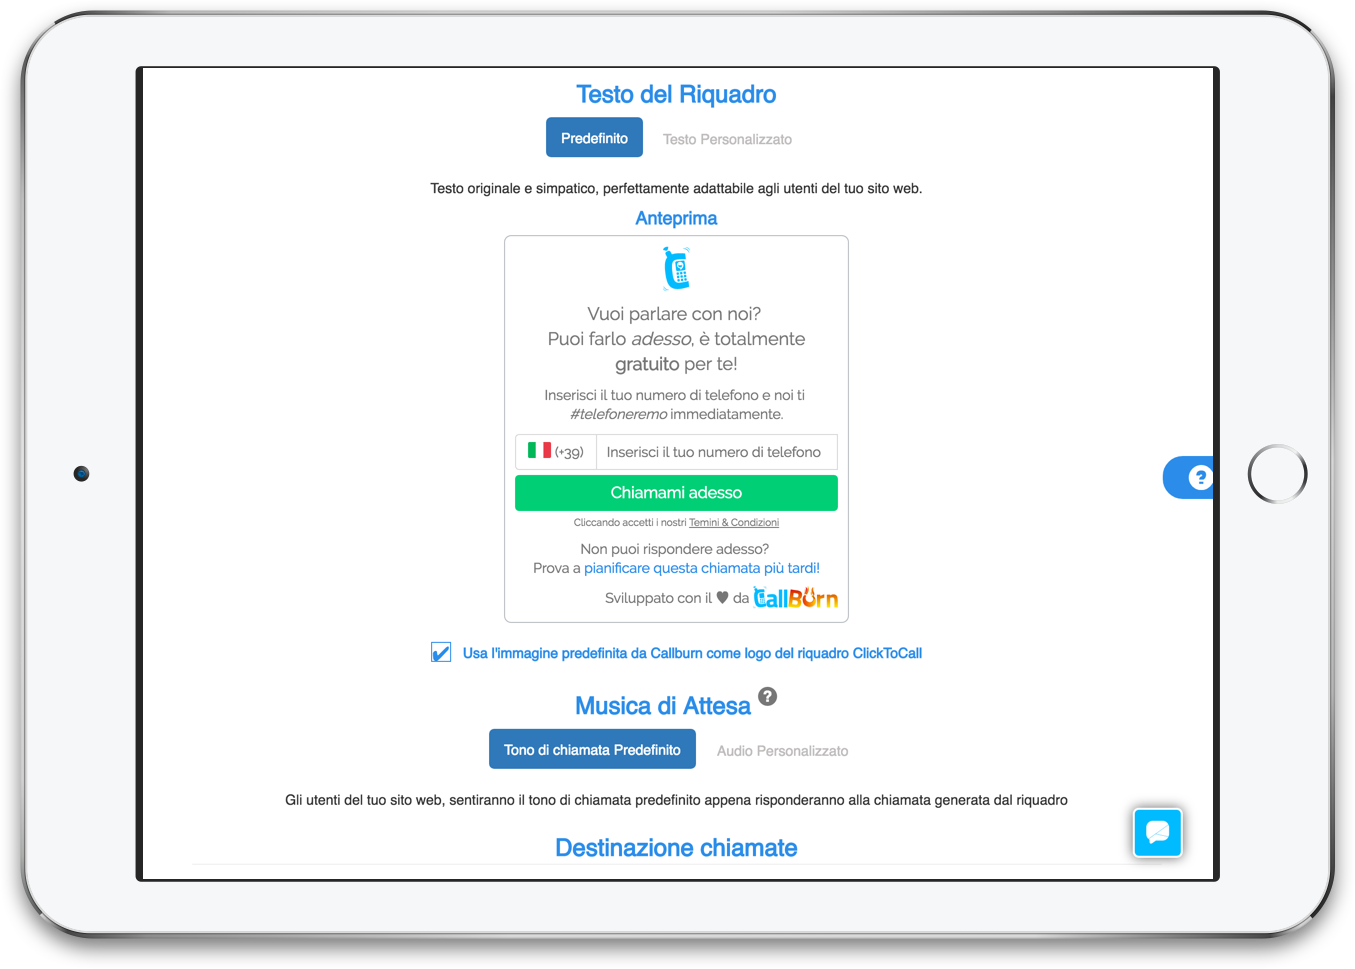 Testo del Riquadro
Predefinito
Testo Personalizzato
Testo originale e simpatico, perfettamente adattabile agli utenti del tuo sito web.
Anteprima
Vuoi parlare con noi?
Puoi farlo adesso, è totalmente
gratuito per te!
Inserisci il tuo numero di telefono e noi ti
#telefoneremo immediatamente.
(+39)
Inserisci il tuo numero di telefono
Chiamami adesso
Cliccando accetti i nostri Temini & Condizioni
Non puoi rispondere adesso?
Prova a pianificare questa chiamata più tardi!
Sviluppato con il ♥ da CallBurn
Usa l'immagine predefinita da Callburn come logo del riquadro ClickToCall
Musica di Attesa ?
Tono di chiamata Predefinito
Audio Personalizzato
Gli utenti del tuo sito web, sentiranno il tono di chiamata predefinito appena risponderanno alla chiamata generata dal riquadro
Destinazione chiamate
?